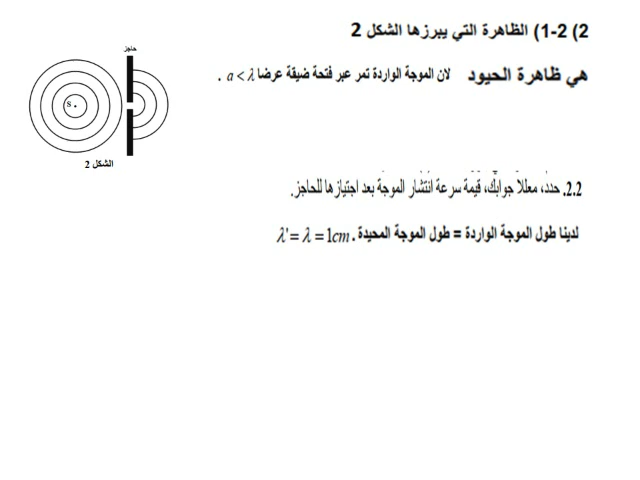 2) 2-1) الظاهرة التي يبرزها الشكل 2
هي ظاهرة الحيود لان الموجة الواردة تمر عبر فتحة ضيقة عرضا a < λ .
حاجز
S
الشكل 2
2.2. حدد، معللا جوابك، قيمة سرعة انتشار الموجة بعد اجتيازها للحاجز.
لدينا طول الموجة الواردة = طول الموجة المحيدة . λ'= λ =1cm